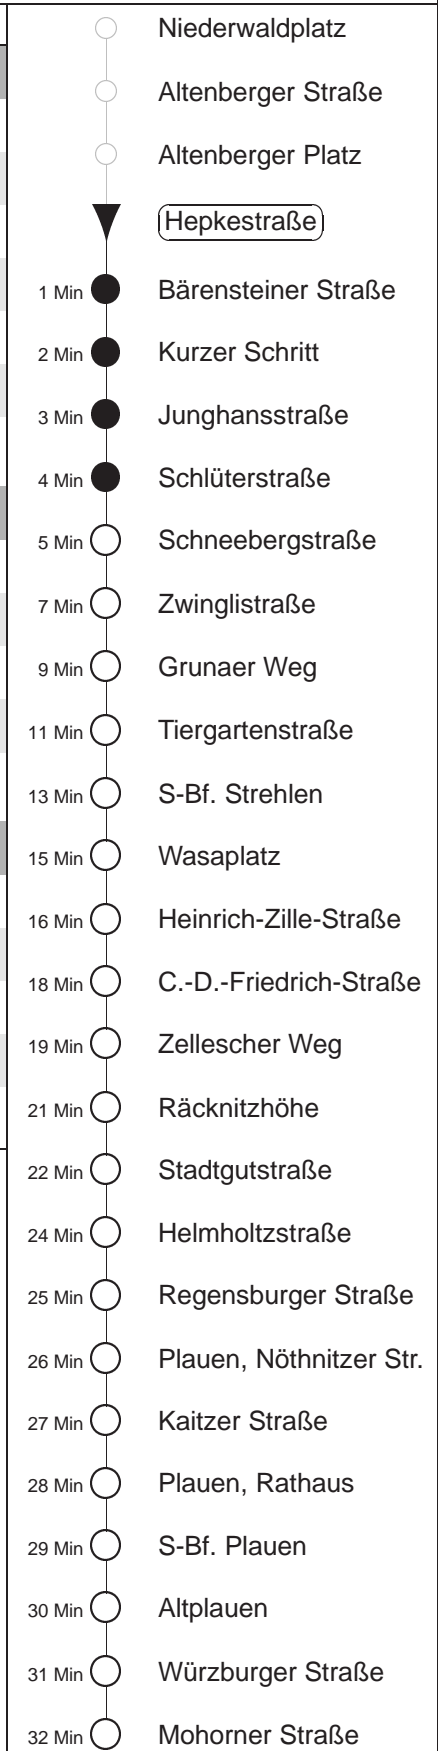 Niederwaldplatz
Altenberger Straße
Altenberger Platz
Hepkestraße
1 Min Bärensteiner Straße
2 Min Kurzer Schritt
3 Min Junghansstraße
4 Min Schlüterstraße
5 Min Schneebergstraße
7 Min Zwinglistraße
9 Min Grunaer Weg
11 Min Tiergartenstraße
13 Min S-Bf. Strehlen
15 Min Wasaplatz
16 Min Heinrich-Zille-Straße
18 Min C.-D.-Friedrich-Straße
19 Min Zellescher Weg
21 Min Räcknitzhöhe
22 Min Stadtgutstraße
24 Min Helmholtzstraße
25 Min Regensburger Straße
26 Min Plauen, Nöthnitzer Str.
27 Min Kaitzer Straße
28 Min Plauen, Rathaus
29 Min S-Bf. Plauen
30 Min Altplauen
31 Min Würzburger Straße
32 Min Mohorner Straße